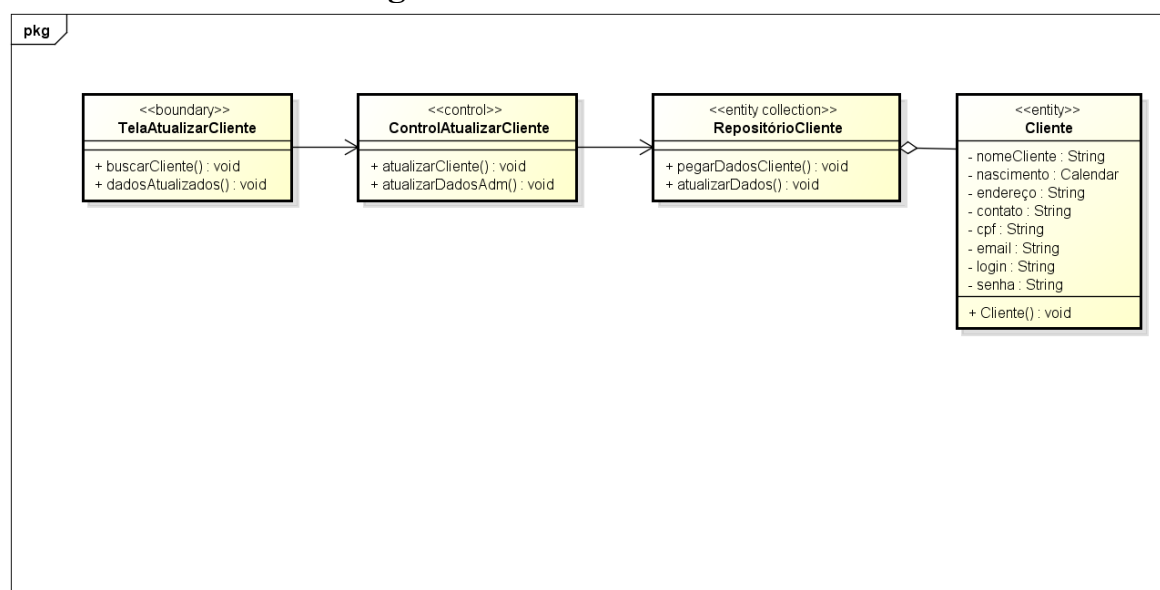 pkg
<<boundary>>
TelaAtualizarCliente
+ buscarCliente() : void
+ dadosAtualizados() : void
<<control>>
ControlAtualizarCliente
+ atualizarCliente() : void
+ atualizarDadosAdm() : void
<<entity collection>>
RepositórioCliente
+ pegarDadosCliente() : void
+ atualizarDados() : void
<<entity>>
Cliente
- nomeCliente : String
- nascimento : Calendar
- endereço : String
- contato : String
- cpf : String
- email : String
- login : String
- senha : String
+ Cliente() : void